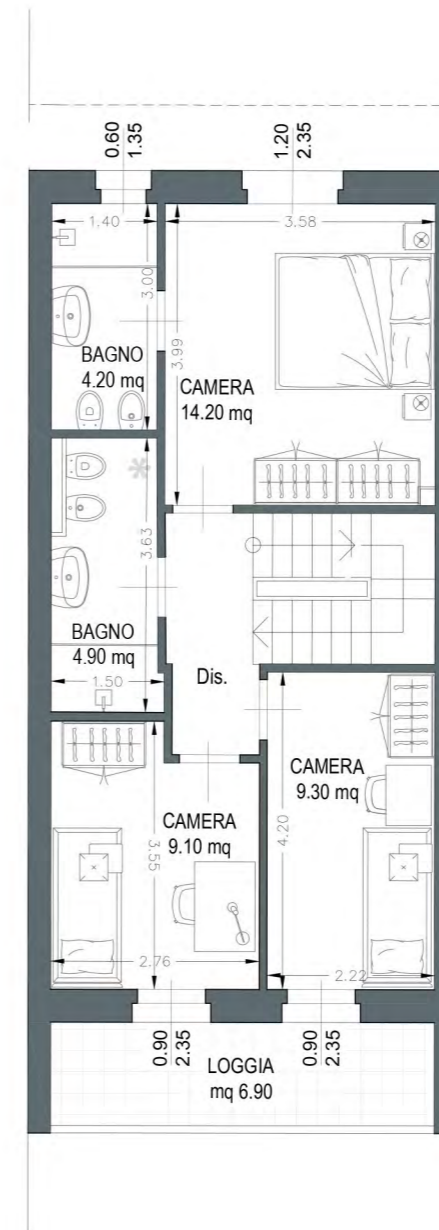 0.60
1.35
1.20
2.35
1,40
3.58
3.00
3.99
BAGNO
4.20 mq
CAMERA
14.20 mq
3.63
BAGNO
4.90 mq
1.50
Dis.
CAMERA
9.30 mq
4.20
CAMERA
9.10 mq
3.55
2.76
2.22
0.90
2.35
0.90
2.35
LOGGIA
mq 6.90